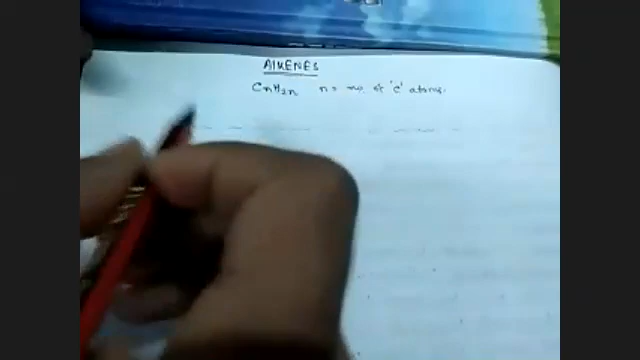 ALKENES
CnH2n n = no. of 'C' atoms.